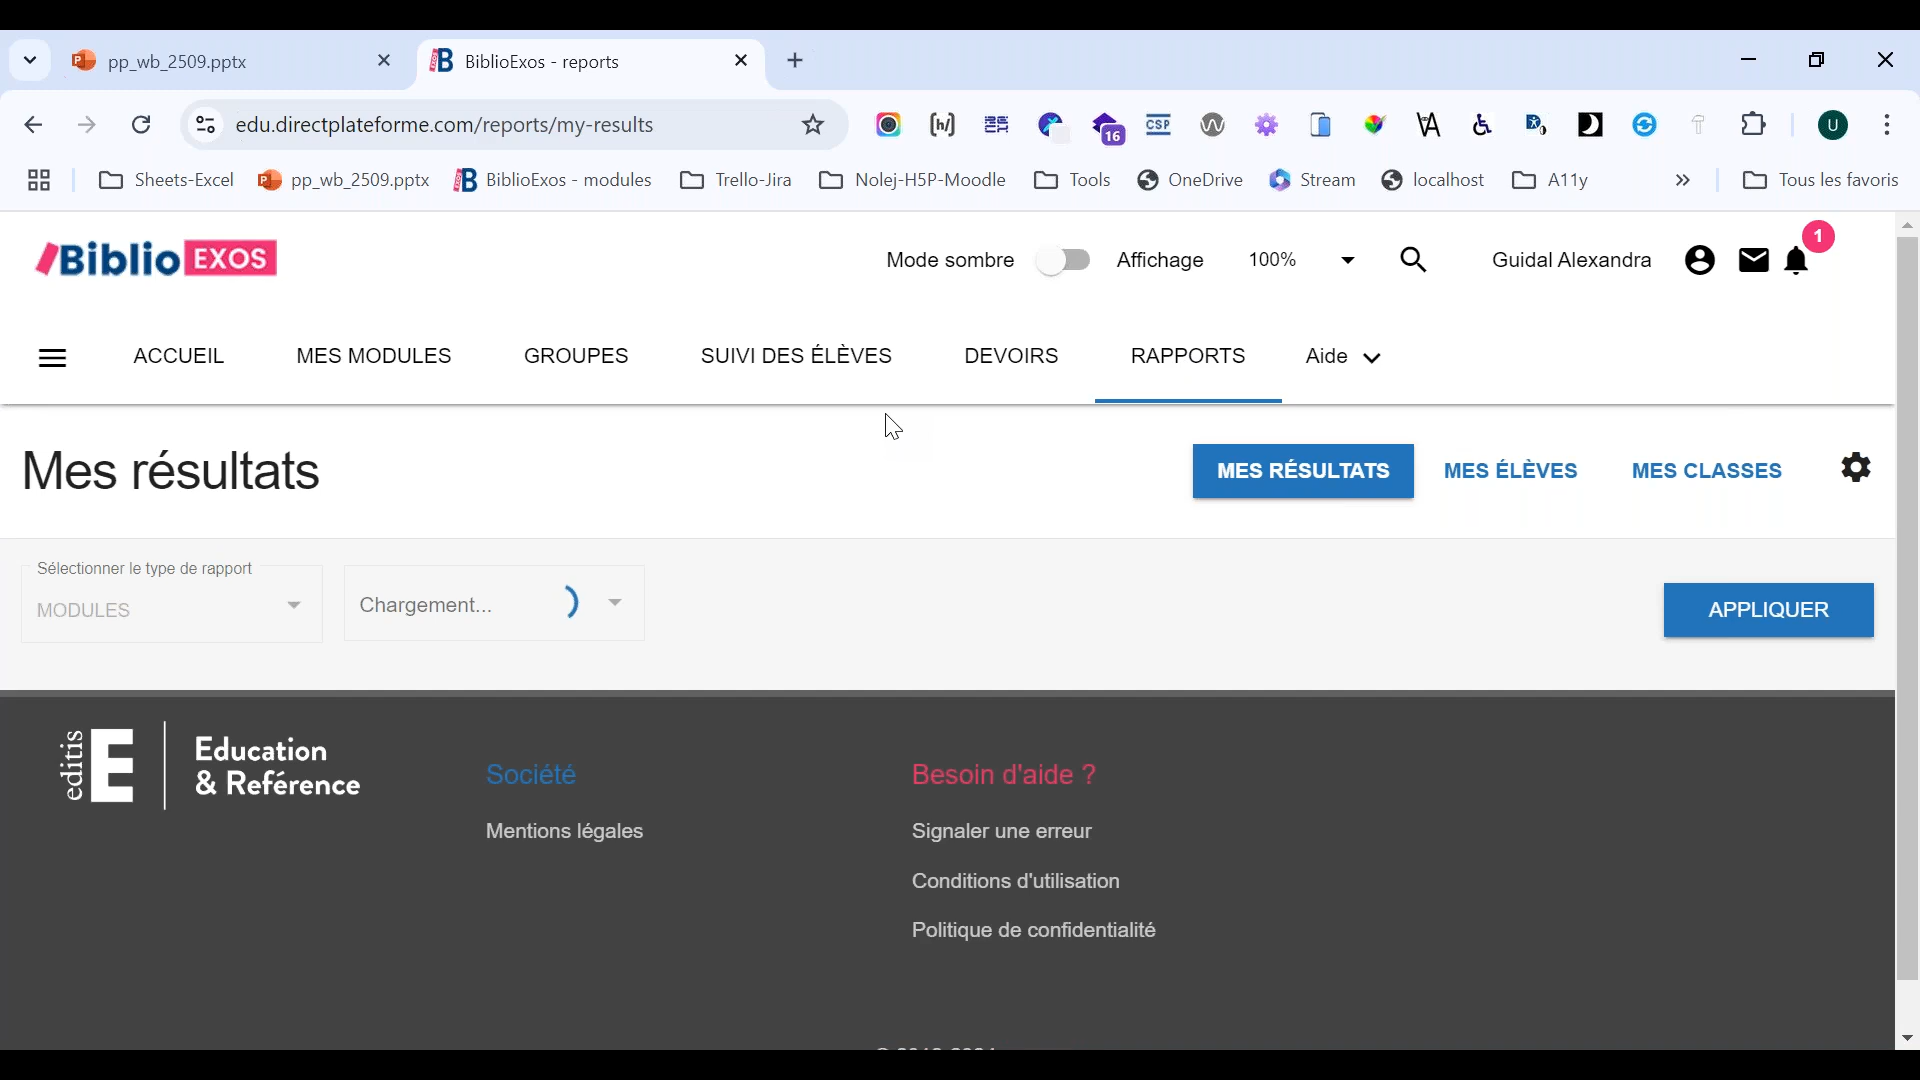 pp_wb_2509.pptx
BiblioExos - reports
edu.directplateforme.com/reports/my-results
[h/]
16
CSP
U
Sheets-Excel
pp_wb_2509.pptx
BiblioExos - modules
Trello-Jira
Nolej-H5P-Moodle
Tools
OneDrive
Stream
localhost
A11y
»
Tous les favoris
Biblio EXOS
Mode sombre
Affichage
100%
Guidal Alexandra
1
ACCUEIL
MES MODULES
GROUPES
SUIVI DES ÉLÈVES
DEVOIRS
RAPPORTS
Aide
Mes résultats
MES RÉSULTATS
MES ÉLÈVES
MES CLASSES
Sélectionner le type de rapport
MODULES
Chargement...
APPLIQUER
editis
E
Education
& Référence
Société
Mentions légales
Besoin d'aide ?
Signaler une erreur
Conditions d'utilisation
Politique de confidentialité